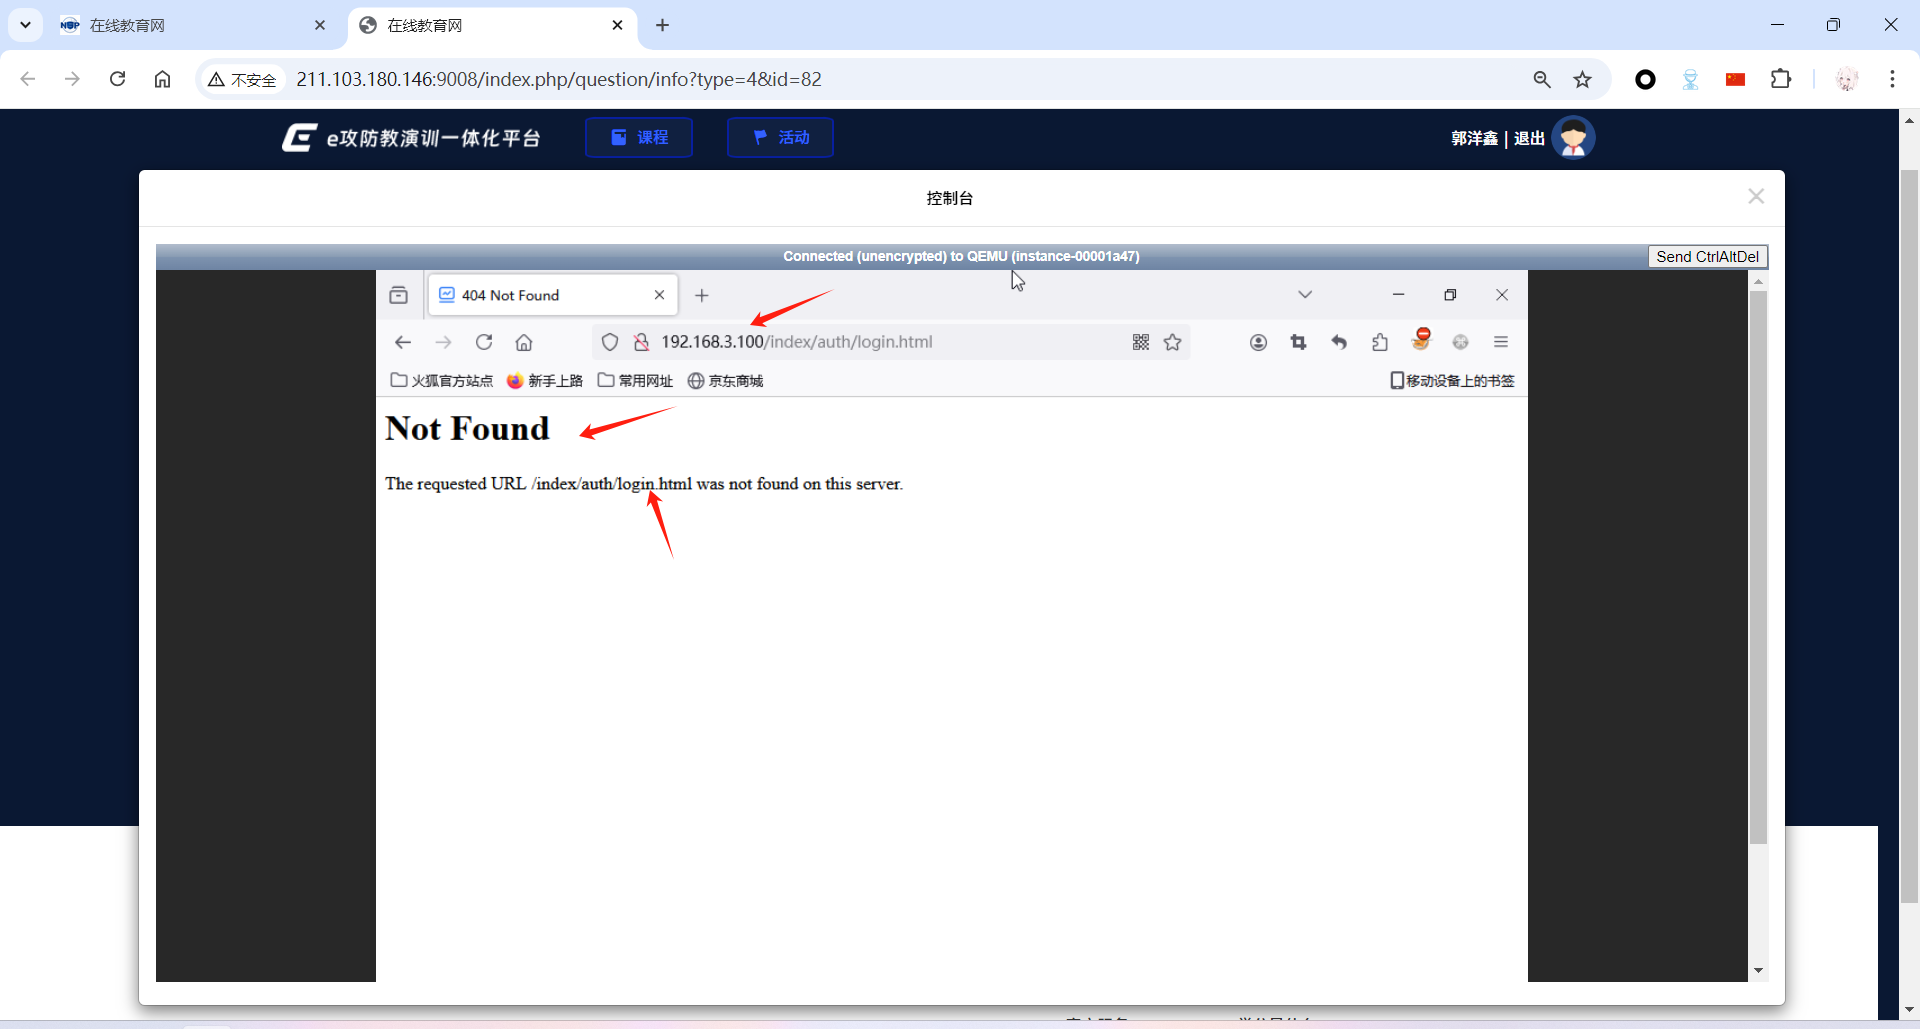 在线教育网
在线教育网
不安全
211.103.180.146:9008/index.php/question/info?type=4&id=82
e攻防教演训一体化平台
课程
活动
郭洋鑫 | 退出
控制台
Connected (unencrypted) to QEMU (instance-00001a47)
Send CtrlAltDel
404 Not Found
192.168.3.100/index/auth/login.html
火狐官方站点
新手上路
常用网址
京东商城
移动设备上的书签
Not Found
The requested URL /index/auth/login.html was not found on this server.